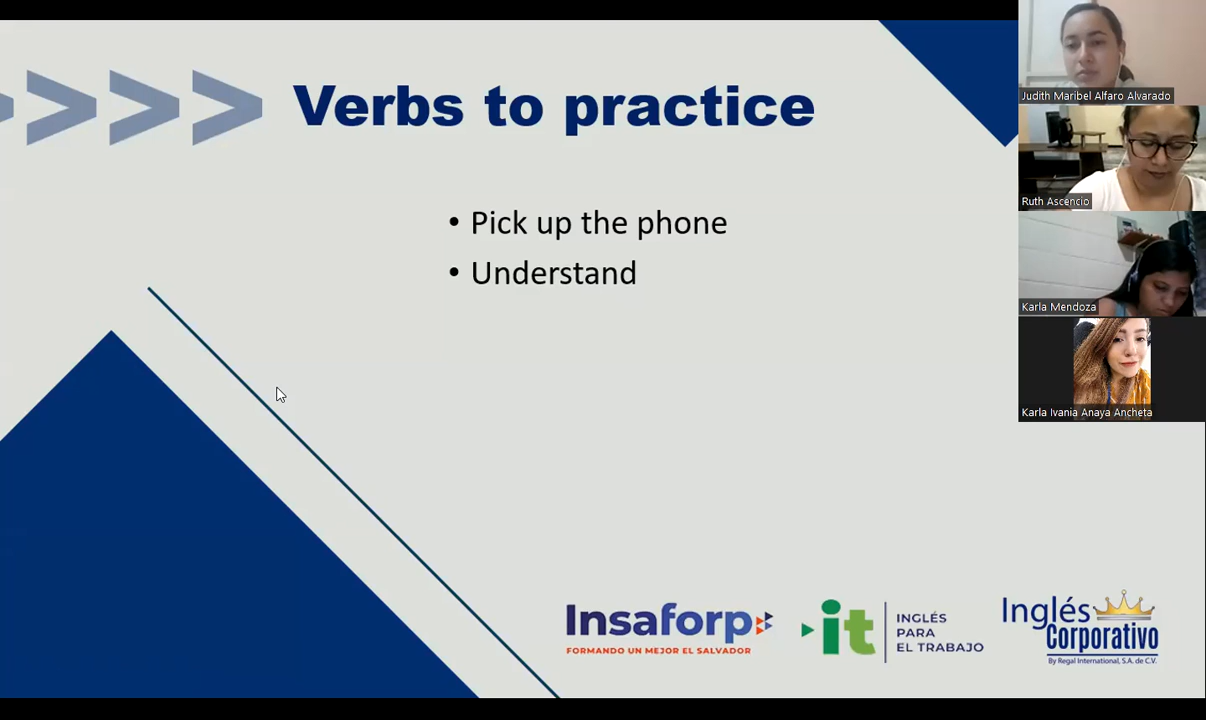 Verbs to practice
• Pick up the phone
• Understand
Judith Maribel Alfaro Alvarado
Ruth Ascencio
Karla Mendoza
Karla Ivania Anaya Ancheta
Insaforp
FORMANDO UN MEJOR EL SALVADOR
it
INGLÉS
PARA
EL TRABAJO
Inglés
Corporativo
By Regal International, S.A. de C.V.